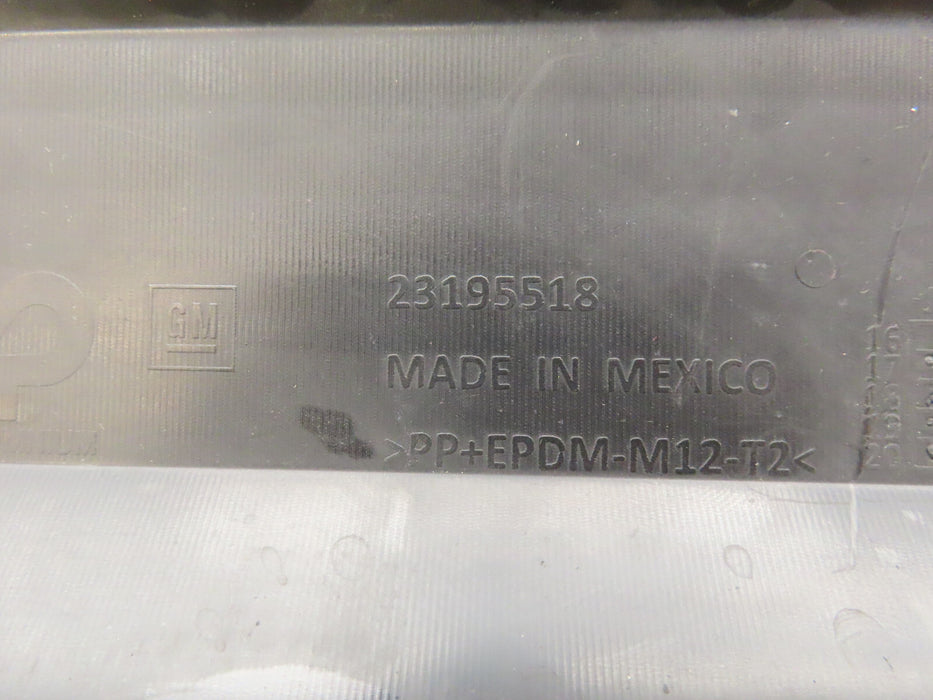 23195518
GM
MADE IN MEXICO
>PP+EPDM-M12-T2<